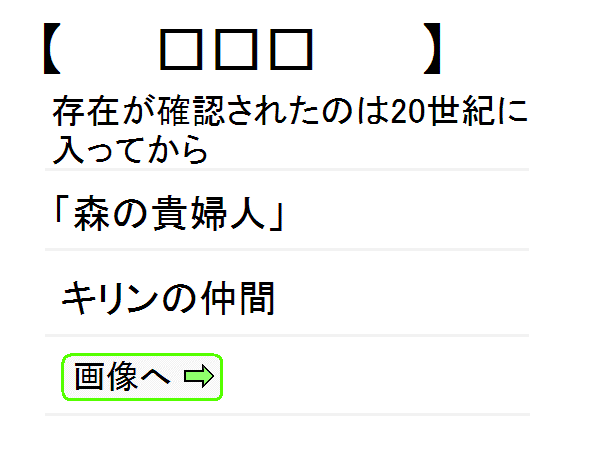 【 □□□ 】
存在が確認されたのは20世紀に
入ってから
「森の貴婦人」
キリンの仲間
画像へ